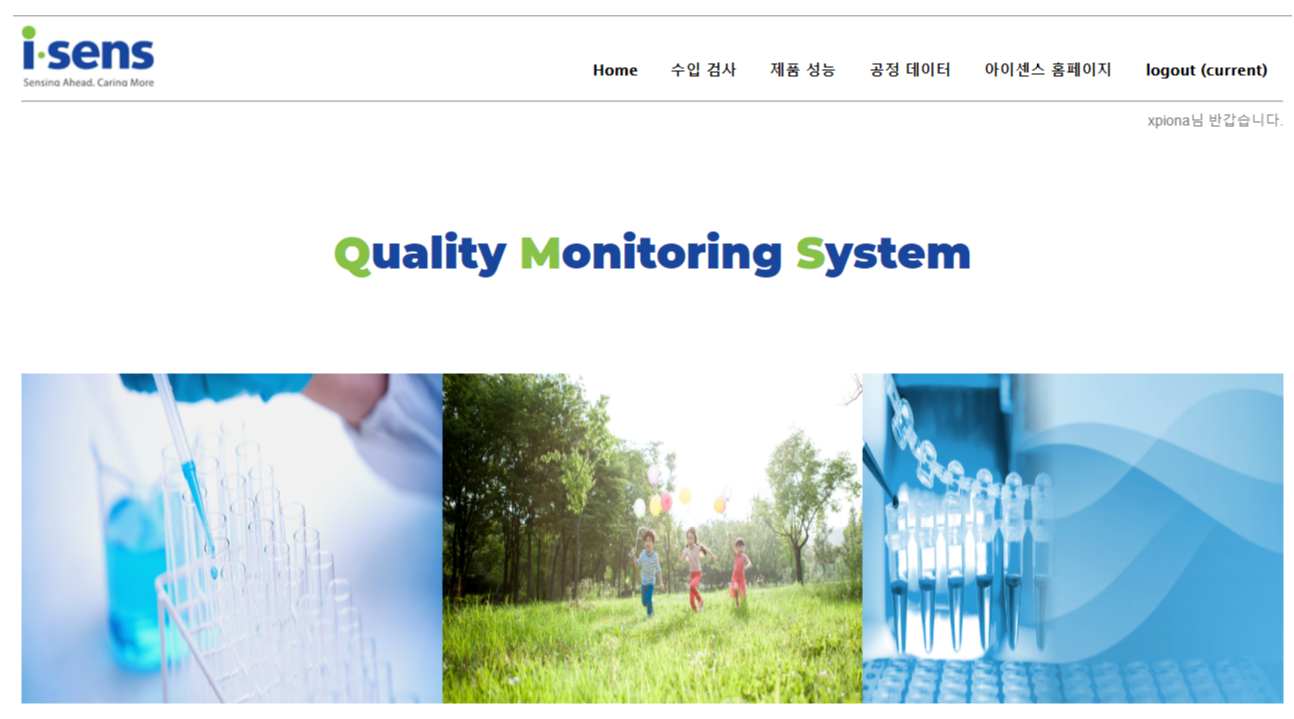 i·sens
Sensing Ahead. Caring More
Home 수입 검사 제품 성능 공정 데이터 아이센스 홈페이지 logout (current)
xpiona님 반갑습니다.
Quality Monitoring System